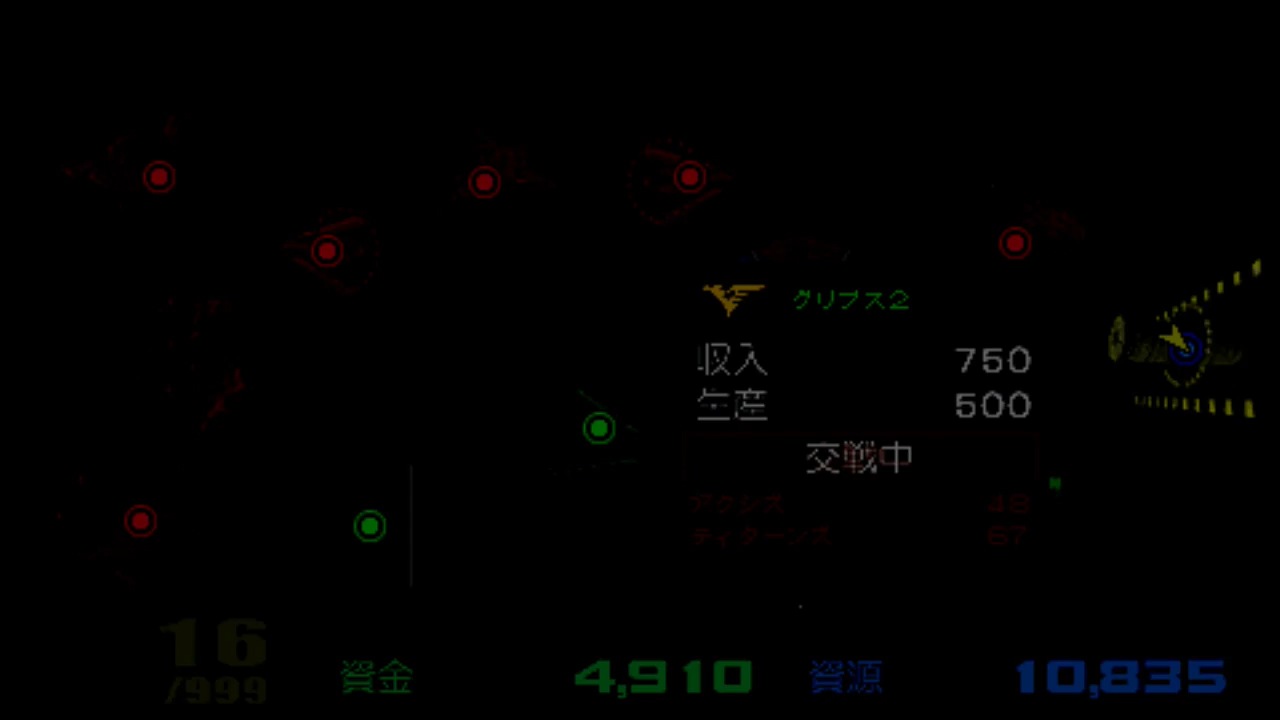 グリプス2
収入 750
生産 500
交戦中
アクシズ 48
ティターンズ 67
16
/999
資金 4,910 資源 10,835